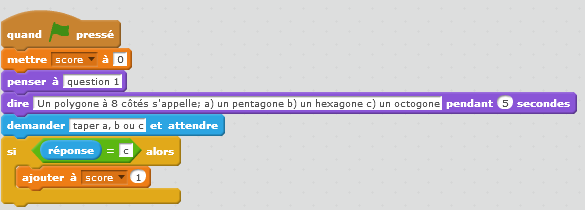 quand pressé
mettre score à 0
penser à question 1
dire Un polygone à 8 côtés s'appelle; a) un pentagone b) un hexagone c) un octogone pendant 5 secondes
demander taper a, b ou c et attendre
si réponse = c alors
ajouter à score 1